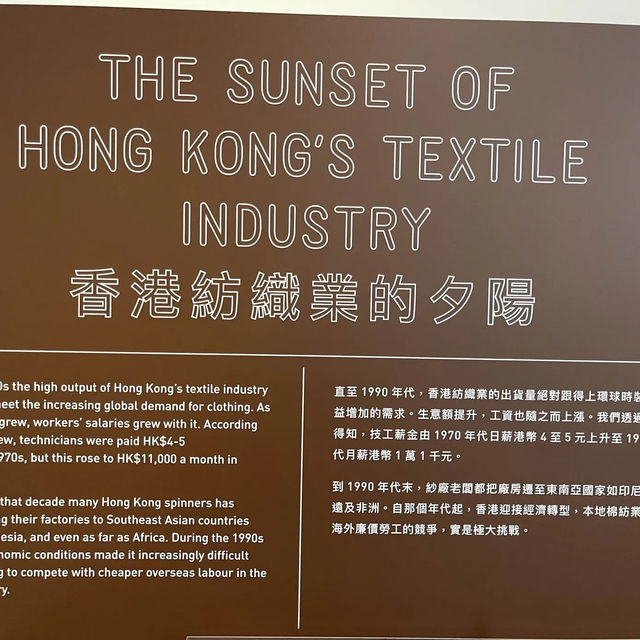 THE SUNSET OF
HONG KONG'S TEXTILE
INDUSTRY
香港紡織業的夕陽
0s the high output of Hong Kong's textile industry
meet the increasing global demand for clothing. As
grew, workers' salaries grew with it. According
ew, technicians were paid HK$4-5
970s, but this rose to HK$11,000 a month in
that decade many Hong Kong spinners has
ng their factories to Southeast Asian countries
esia, and even as far as Africa. During the 1990s
nomic conditions made it increasingly difficult
g to compete with cheaper overseas labour in the
ry.
直至 1990 年代，香港紡織業的出貨量絕對跟得上環球時裝
益增加的需求。生意額提升，工資也隨之而上漲。我們透過
得知，技工薪金由 1970 年代日薪港幣 4 至 5 元上升至 19
代月薪港幣 1 萬 1 千元。
到 1990 年代末，紗廠老闆都把廠房遷至東南亞國家如印尼
遠及非洲。自那個年代起，香港迎接經濟轉型，本地棉紡業
海外廉價勞工的競爭，實是極大挑戰。